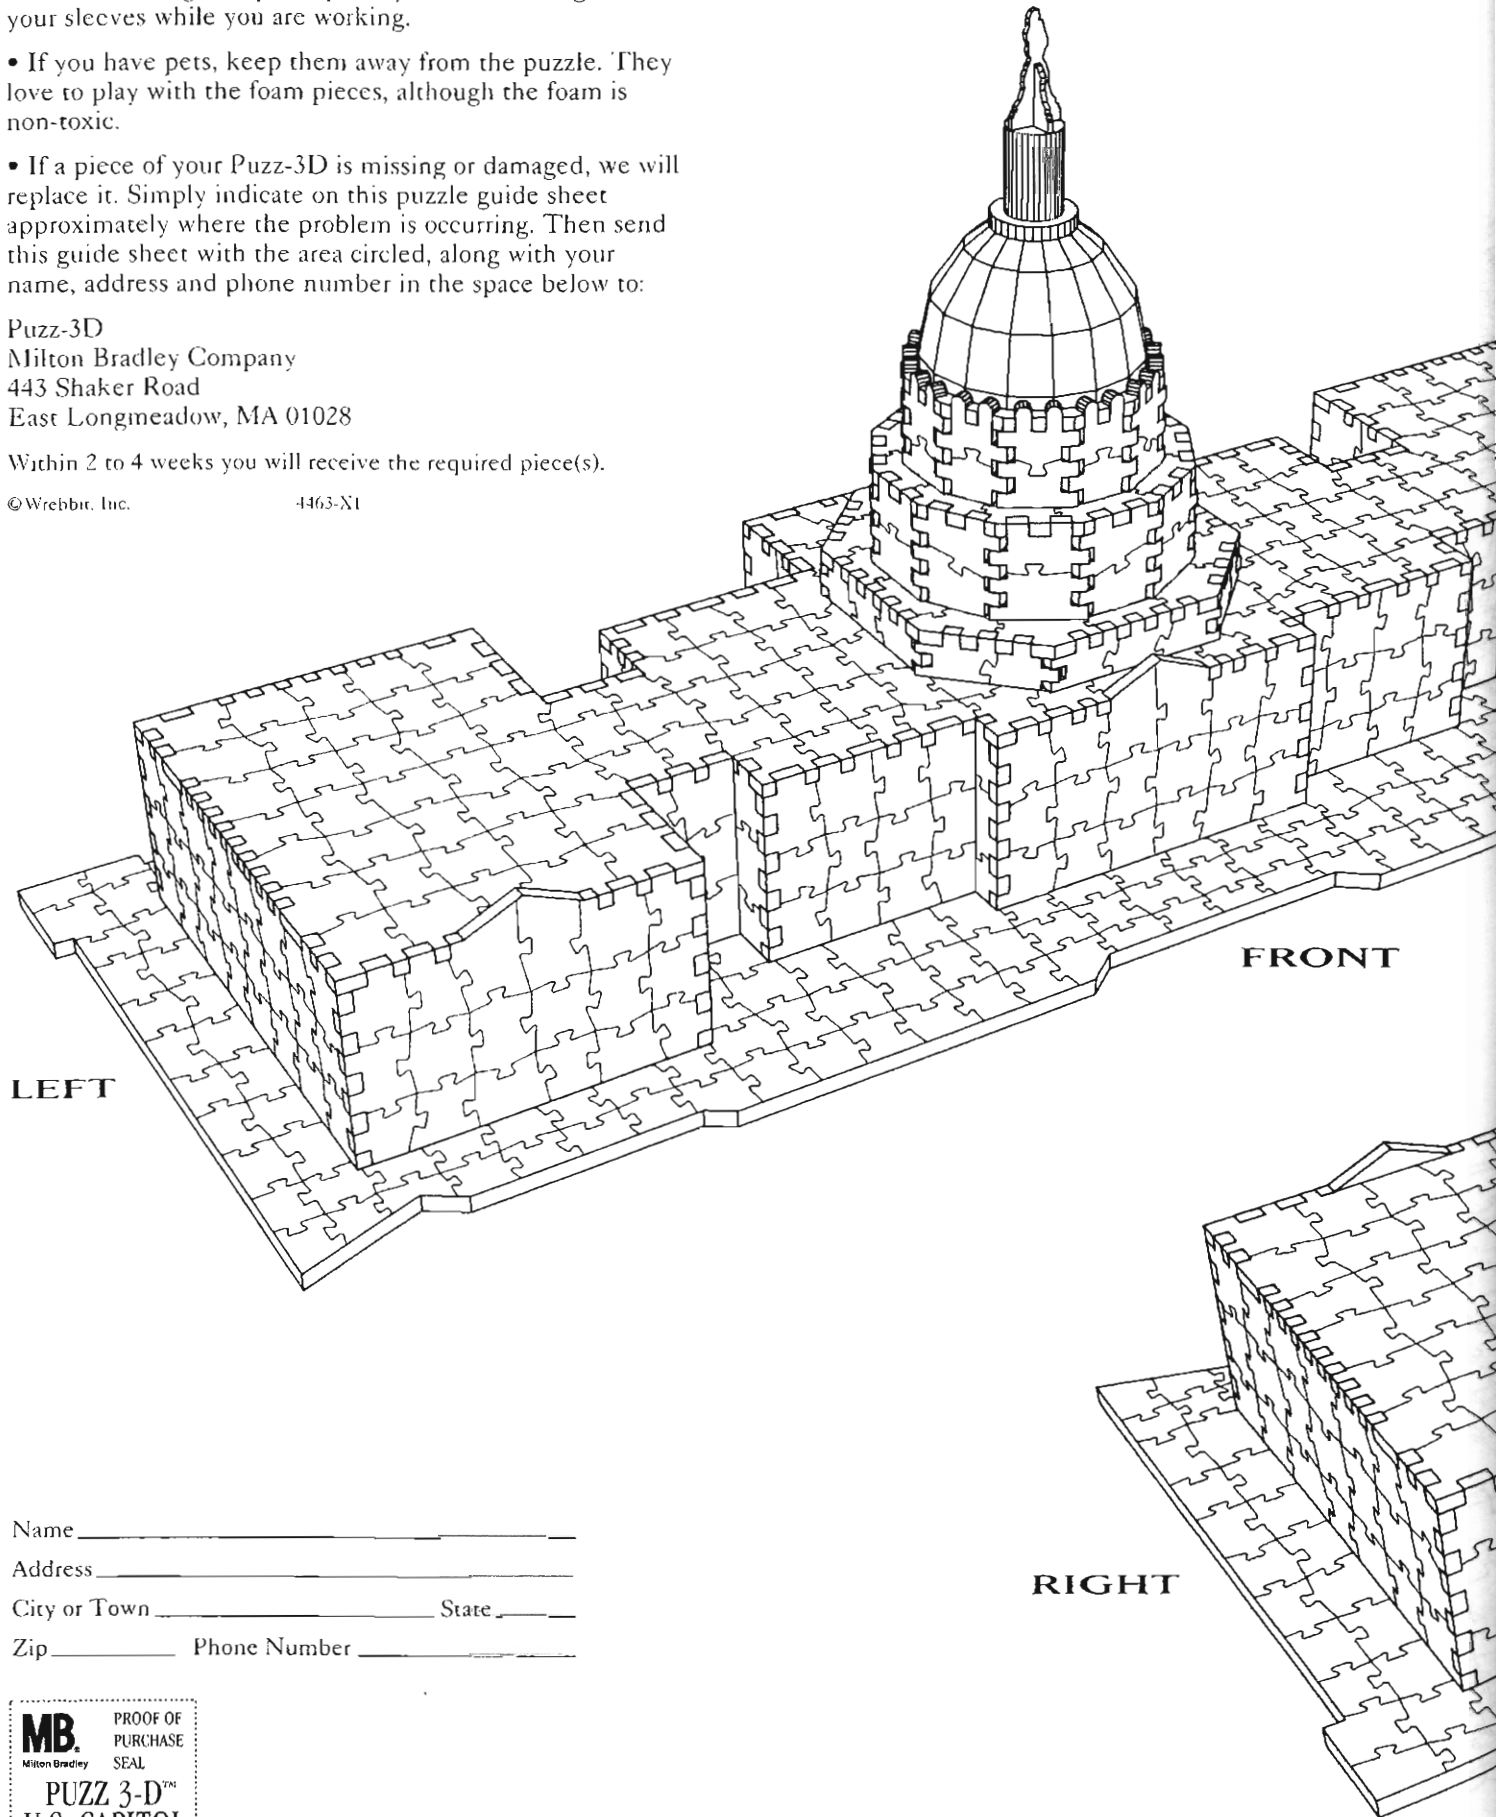 your sleeves while you are working.
• If you have pets, keep them away from the puzzle. They
love to play with the foam pieces, although the foam is
non-toxic.
• If a piece of your Puzz-3D is missing or damaged, we will
replace it. Simply indicate on this puzzle guide sheet
approximately where the problem is occurring. Then send
this guide sheet with the area circled, along with your
name, address and phone number in the space below to:
Puzz-3D
Milton Bradley Company
443 Shaker Road
East Longmeadow, MA 01028
Within 2 to 4 weeks you will receive the required piece(s).
© Wrebbit, Inc. 4463-X1
FRONT
LEFT
RIGHT
Name
Address
City or Town State
Zip Phone Number
MB. PROOF OF
PURCHASE
Milton Bradley SEAL
PUZZ 3-D™
U.S. CAPITOL